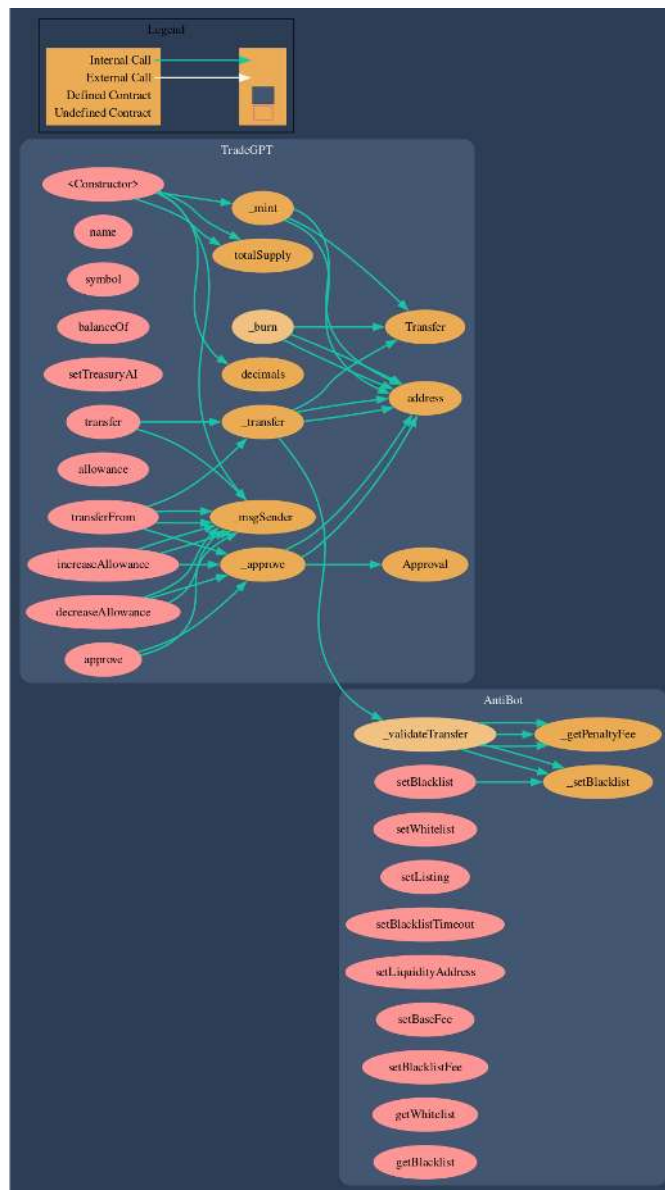 Legend
Internal Call
External Call
Defined Contract
Undefined Contract
TradeGPT
<Constructor>
_mint
name
totalSupply
symbol
balanceOf
_burn
Transfer
setTreasuryAI
decimals
address
transfer
_transfer
allowance
transferFrom
_msgSender
increaseAllowance
_approve
Approval
decreaseAllowance
approve
AntiBot
_validateTransfer
_getPenaltyFee
setBlacklist
_setBlacklist
setWhitelist
setListing
setBlacklistTimeout
setLiquidityAddress
setBaseFee
setBlacklistFee
getWhitelist
getBlacklist